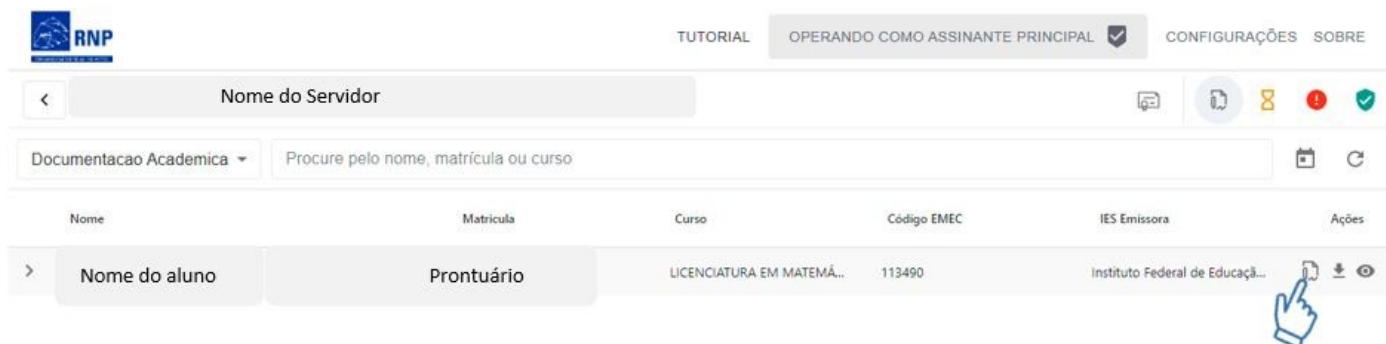 RNP
TUTORIAL OPERANDO COMO ASSINANTE PRINCIPAL CONFIGURAÇÕES SOBRE
Nome do Servidor
Documentacao Academica Procure pelo nome, matrícula ou curso
Nome Matricula Curso Código EMEC IES Emissora Ações
Nome do aluno Prontuário LICENCIATURA EM MATEMÁ... 113490 Instituto Federal de Educaçã...